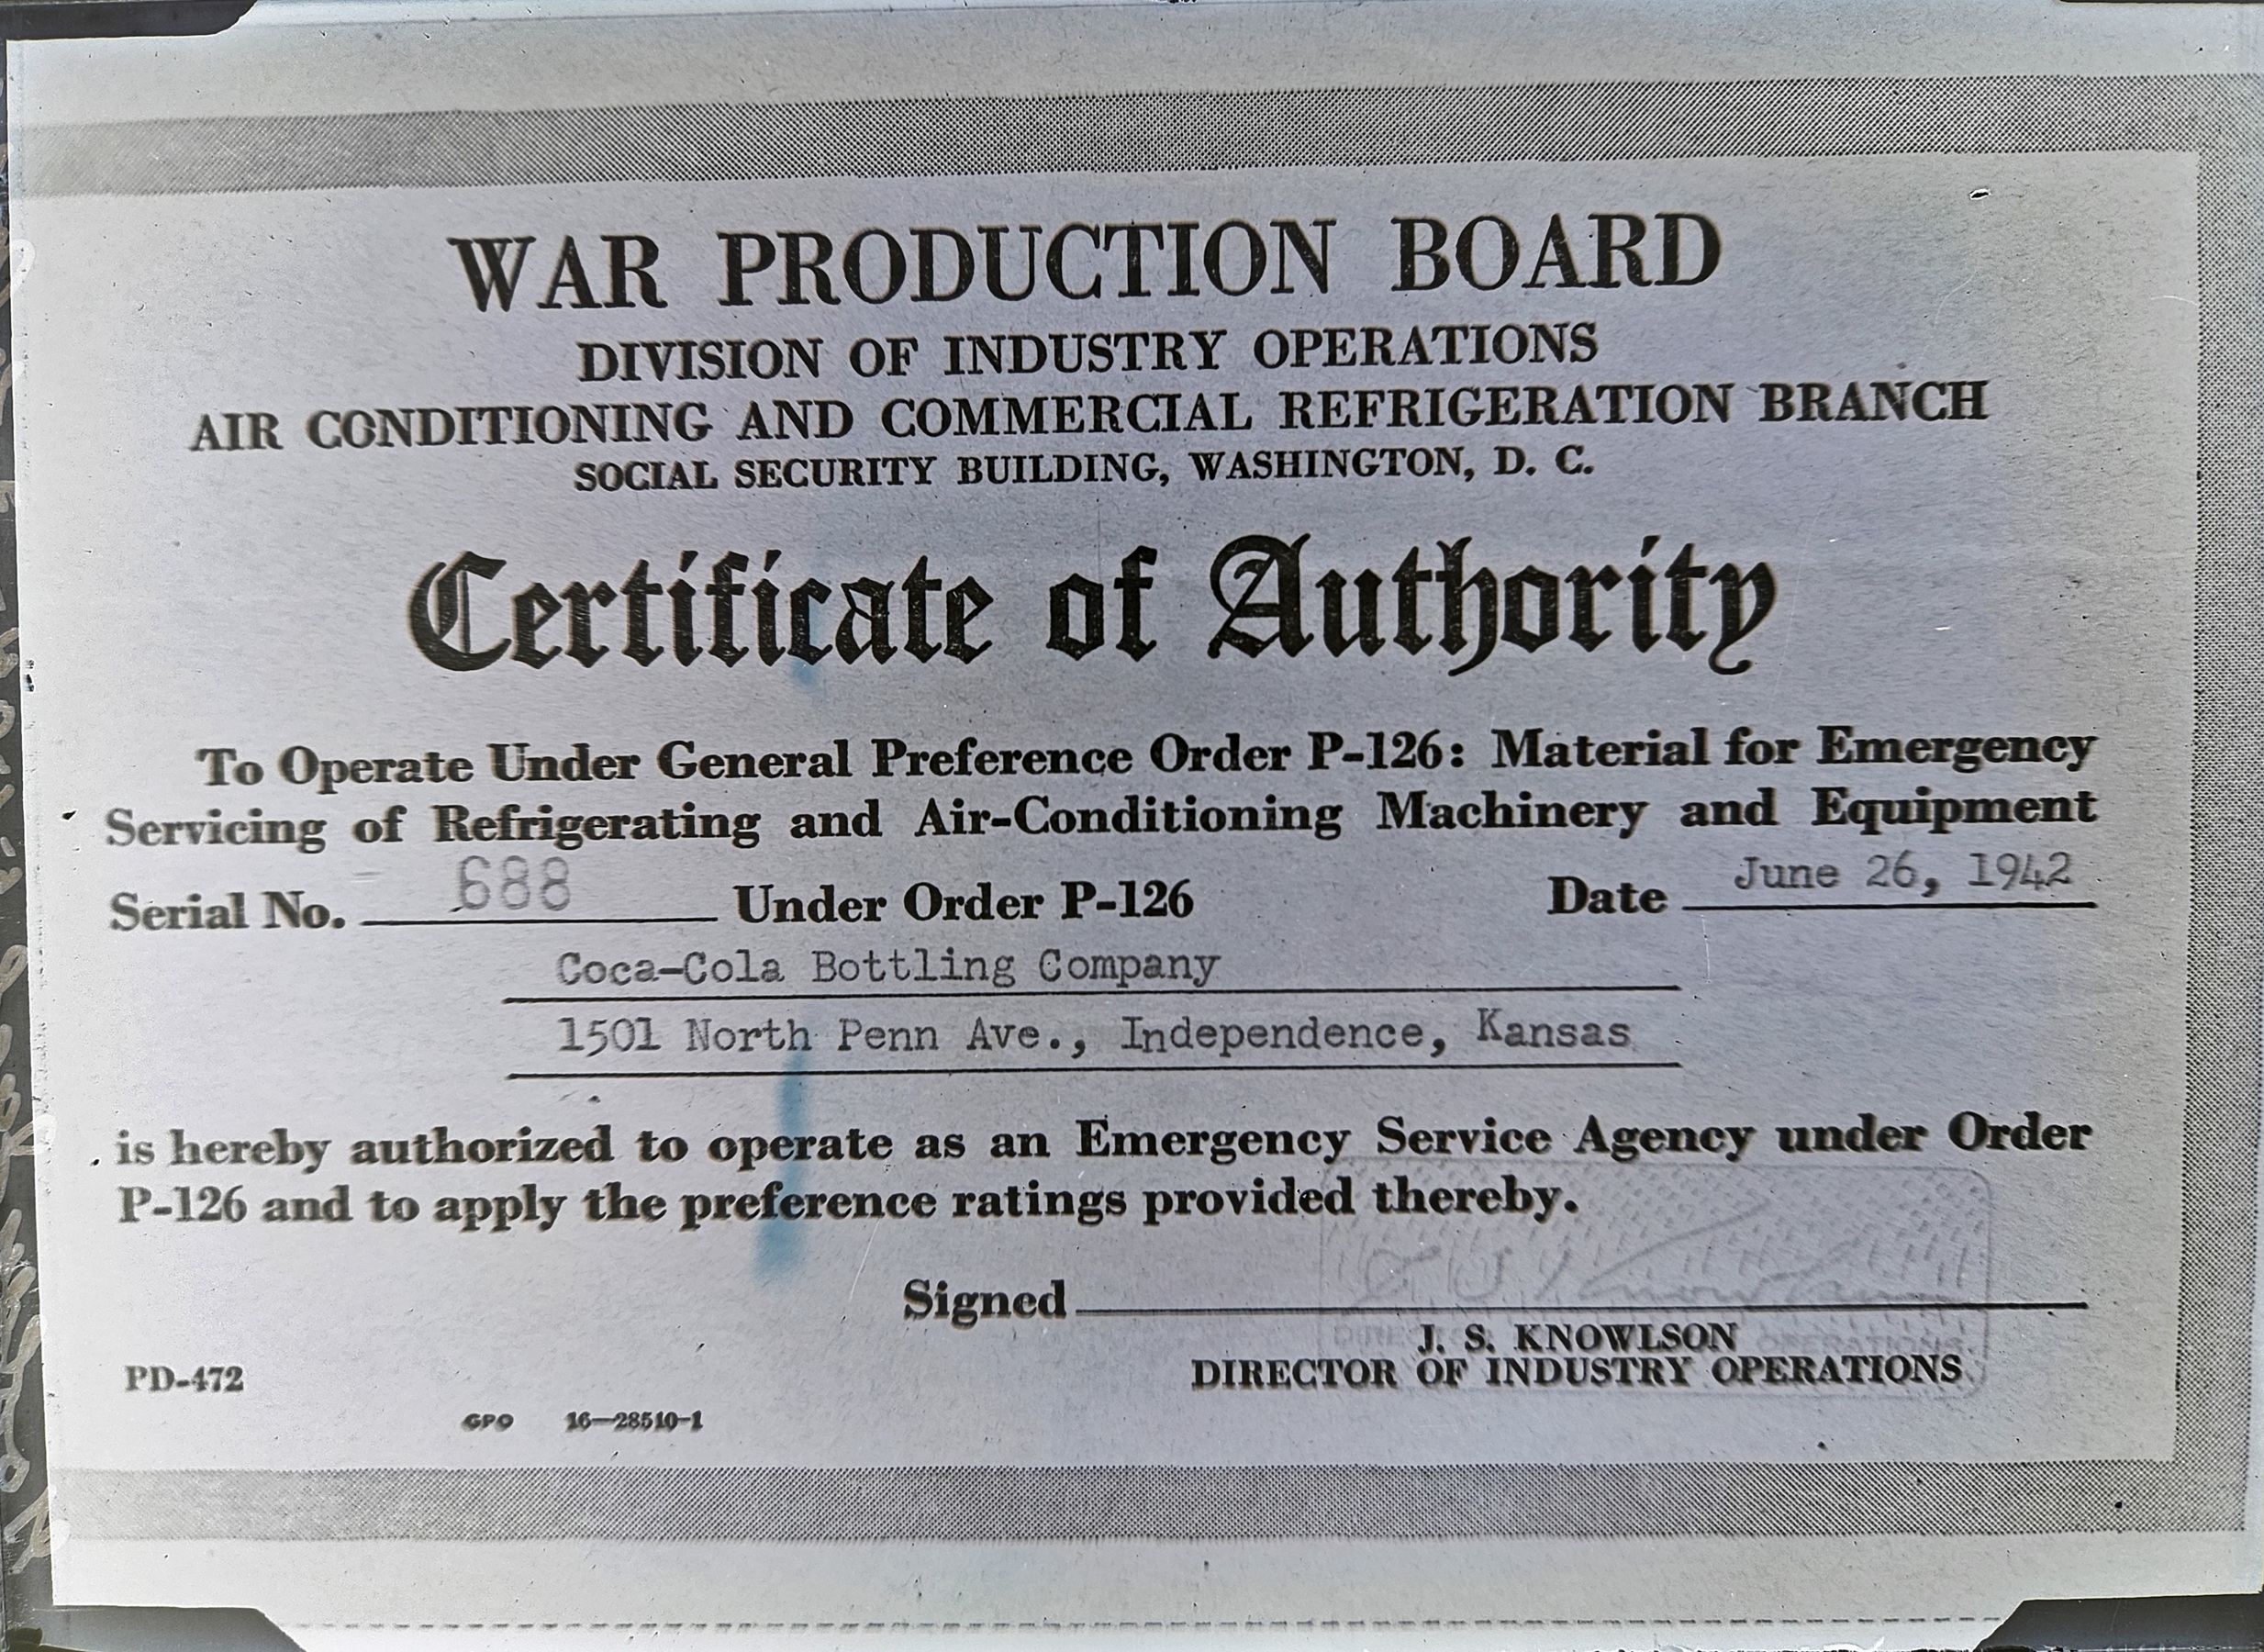 WAR PRODUCTION BOARD
DIVISION OF INDUSTRY OPERATIONS
AIR CONDITIONING AND COMMERCIAL REFRIGERATION BRANCH
SOCIAL SECURITY BUILDING, WASHINGTON, D. C.
Certificate of Authority
To Operate Under General Preference Order P-126: Material for Emergency
Servicing of Refrigerating and Air-Conditioning Machinery and Equipment
Serial No. 688 Under Order P-126 Date June 26, 1942
Coca-Cola Bottling Company
1501 North Penn Ave., Independence, Kansas
is hereby authorized to operate as an Emergency Service Agency under Order
P-126 and to apply the preference ratings provided thereby.
Signed
J. S. KNOWLSON
DIRECTOR OF INDUSTRY OPERATIONS
PD-472
GPO 16—28510-1